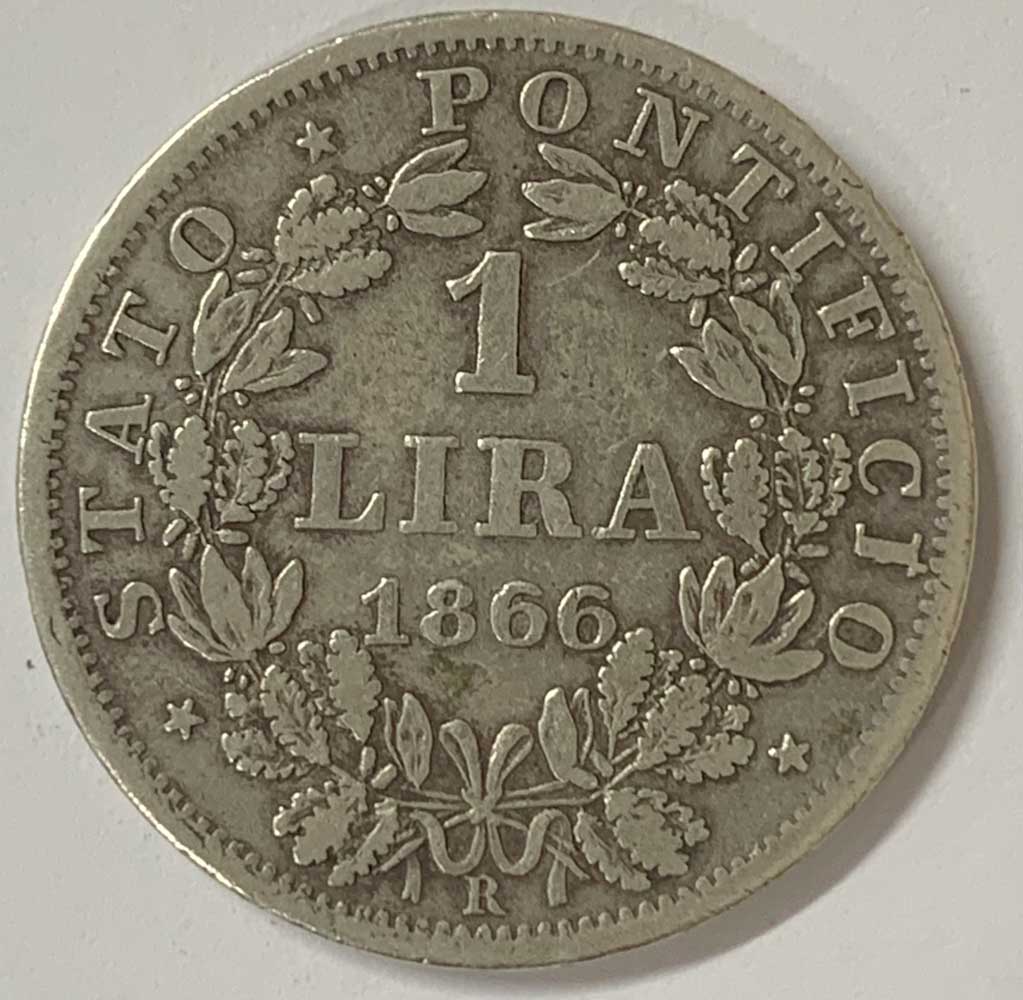 STATO PONTIFICIO
1
LIRA
1866
R